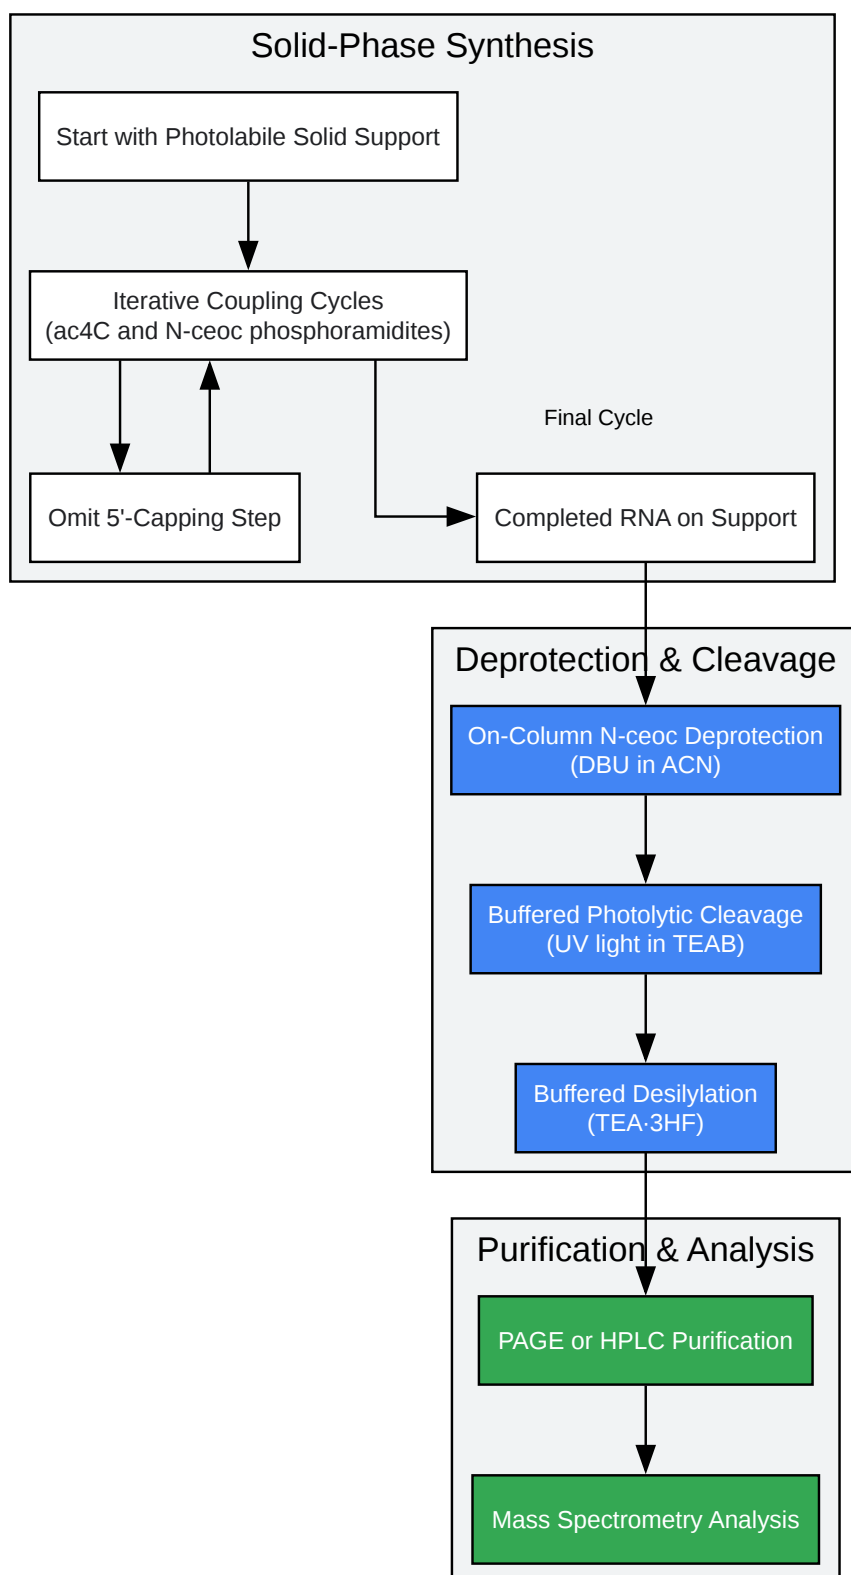 Solid-Phase Synthesis
Start with Photolabile Solid Support
Iterative Coupling Cycles
(ac4C and N-ceoc phosphoramidites)
Final Cycle
Omit 5'-Capping Step
Completed RNA on Support
Deprotection & Cleavage
On-Column N-ceoc Deprotection
(DBU in ACN)
Buffered Photolytic Cleavage
(UV light in TEAB)
Buffered Desilylation
(TEA·3HF)
Purification & Analysis
PAGE or HPLC Purification
Mass Spectrometry Analysis